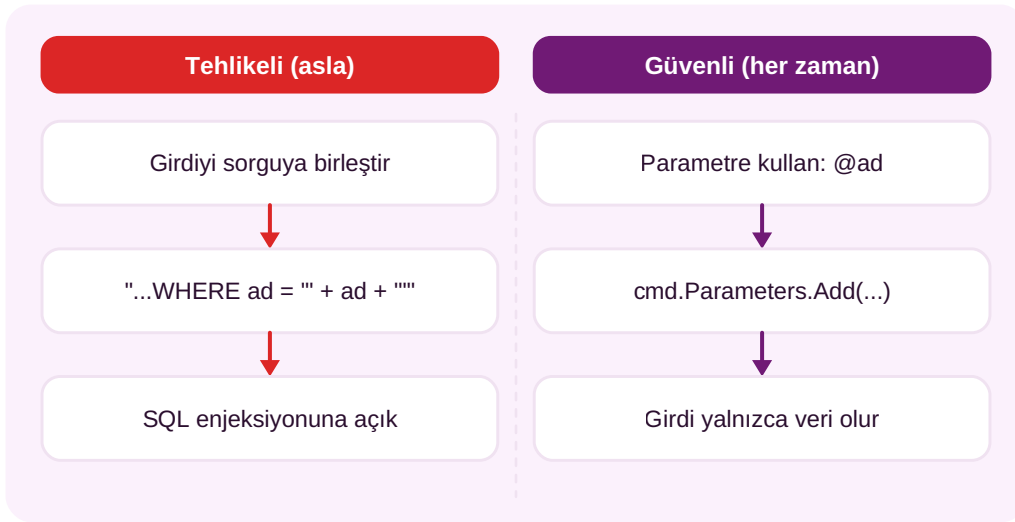 Tehlikeli (asla)
Güvenli (her zaman)
Girdiyi sorguya birleştir
Parametre kullan: @ad
"...WHERE ad = '" + ad + "'"
cmd.Parameters.Add(...)
SQL enjeksiyonuna açık
Girdi yalnızca veri olur